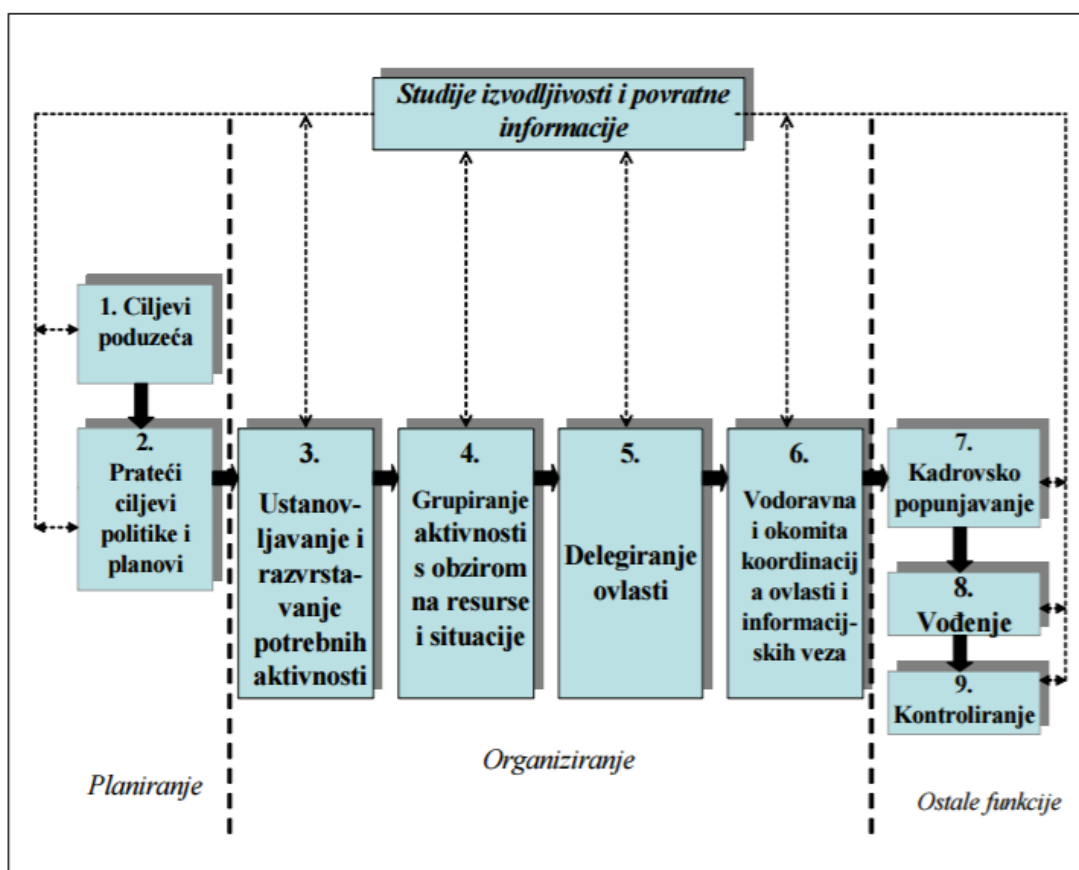 Studije izvodljivosti i povratne
informacije
1. Ciljevi
poduzeća
2.
Prateći
ciljevi
politike i
planovi
3.
Ustanov-
ljavanje i
razvrsta-
vanje
potrebnih
aktivnosti
4.
Grupiranje
aktivnosti
s obzirom
na resurse
i situacije
5.
Delegiranje
ovlasti
6.
Vodoravna
i okomita
koordinacij
a ovlasti i
informacij-
skih veza
7.
Kadrovsko
popunjavanje
8.
Vođenje
9.
Kontroliranje
Planiranje
Organiziranje
Ostale funkcije